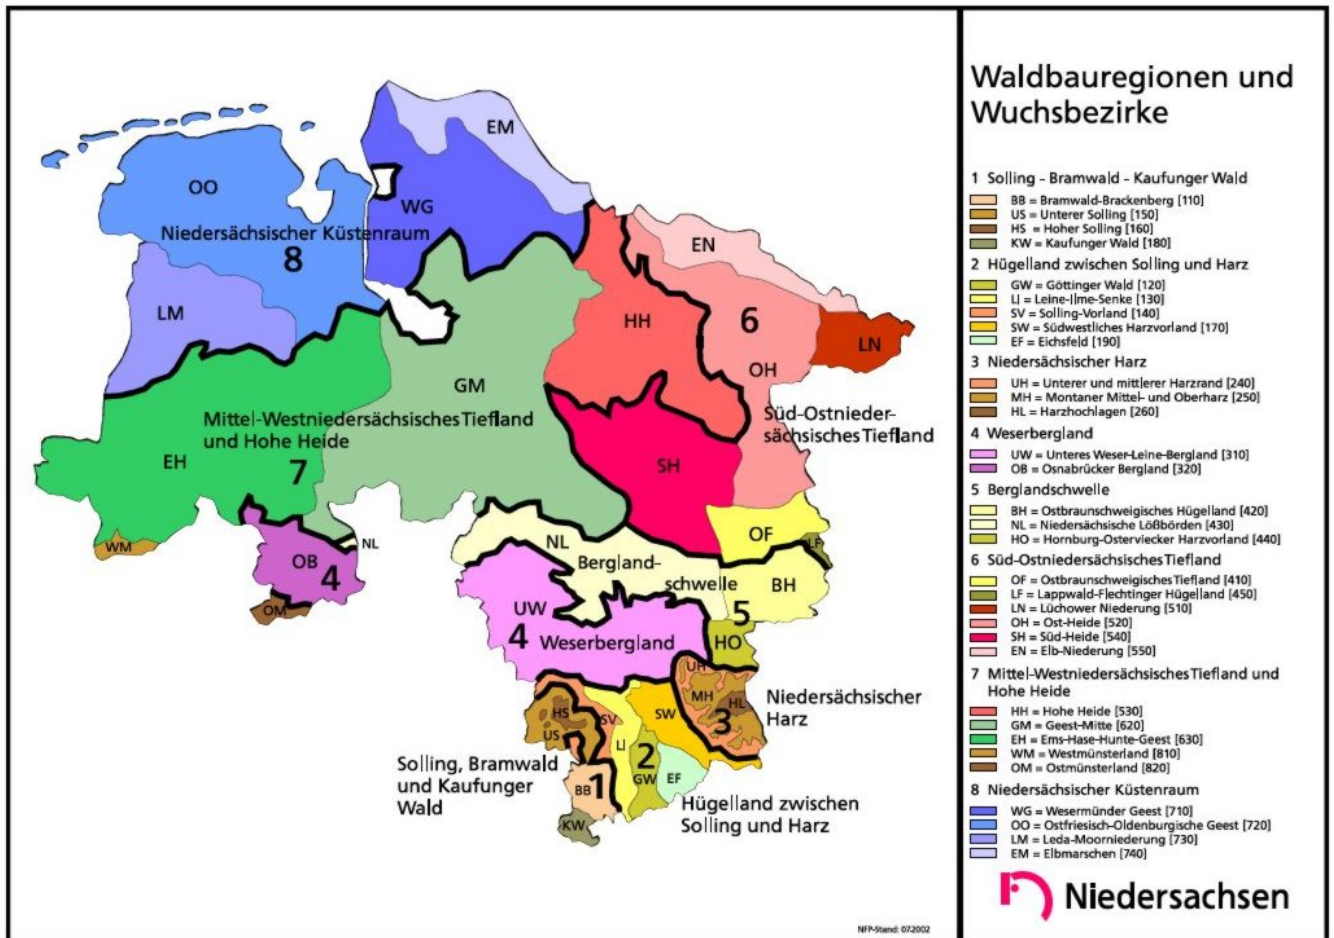 EM
OO
WG
Niedersächsischer Küstenraum
8
EN
LM
HH
6
LN
OH
GM
Mittel-Westniedersächsisches Tiefland
und Hohe Heide
Süd-Ostnieder-
sächsisches Tiefland
EH
7
SH
WM
OB
4
NL
OM
NL
OF
LF
Bergland-
schwelle
BH
UW
4
Weserbergland
5
HO
UH
MH
HL
3
Niedersächsischer
Harz
HS
US
SV
SW
LI
2
GW
EF
Solling, Bramwald
und Kaufunger
Wald
BB
1
KW
Hügelland zwischen
Solling und Harz
NFP-Stand: 07.2002
Waldbauregionen und
Wuchsbezirke
1 Solling - Bramwald - Kaufunger Wald
BB = Bramwald-Brackenberg [110]
US = Unterer Solling [150]
HS = Hoher Solling [160]
KW = Kaufunger Wald [180]
2 Hügelland zwischen Solling und Harz
GW = Göttinger Wald [120]
LI = Leine-Ilme-Senke [130]
SV = Solling-Vorland [140]
SW = Südwestliches Harzvorland [170]
EF = Eichsfeld [190]
3 Niedersächsischer Harz
UH = Unterer und mittlerer Harzrand [240]
MH = Montaner Mittel- und Oberharz [250]
HL = Harzhochlagen [260]
4 Weserbergland
UW = Unteres Weser-Leine-Bergland [310]
OB = Osnabrücker Bergland [320]
5 Berglandschwelle
BH = Ostbraunschweigisches Hügelland [420]
NL = Niedersächsische Lößbörden [430]
HO = Hornburg-Osterviecker Harzvorland [440]
6 Süd-Ostniedersächsisches Tiefland
OF = Ostbraunschweigisches Tiefland [410]
LF = Lappwald-Flechtinger Hügelland [450]
LN = Lüchower Niederung [510]
OH = Ost-Heide [520]
SH = Süd-Heide [540]
EN = Elb-Niederung [550]
7 Mittel-Westniedersächsisches Tiefland und
Hohe Heide
HH = Hohe Heide [530]
GM = Geest-Mitte [620]
EH = Ems-Hase-Hunte-Geest [630]
WM = Westmünsterland [810]
OM = Ostmünsterland [820]
8 Niedersächsischer Küstenraum
WG = Wesermünder Geest [710]
OO = Ostfriesisch-Oldenburgische Geest [720]
LM = Leda-Moorniederung [730]
EM = Elbmarschen [740]
Niedersachsen